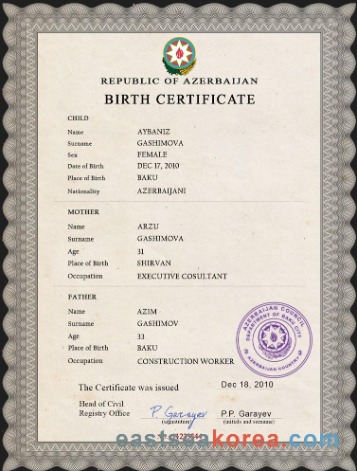 REPUBLIC OF AZERBAIJAN
BIRTH CERTIFICATE
CHILD
Name AYBANIZ
Surname GASHIMOVA
Sex FEMALE
Date of Birth DEC 17, 2010
Place of Birth BAKU
Nationality AZERBAIJANI
MOTHER
Name ARZU
Surname GASHIMOVA
Age 31
Place of Birth SHIRVAN
Occupation EXECUTIVE COSULTANT
FATHER
Name AZIM
Surname GASHIMOV
Age 33
Place of Birth BAKU
Occupation CONSTRUCTION WORKER
AZERBAIJAN COUNCIL
DEPARTMENT OF BAKU CITY
AZERBAIJAN COUNTRY
The Certificate was issued Dec 18, 2010
Head of Civil
Registry Office P. Garayev P.P. Garayev
(signature) (initials and surname)
korea.com